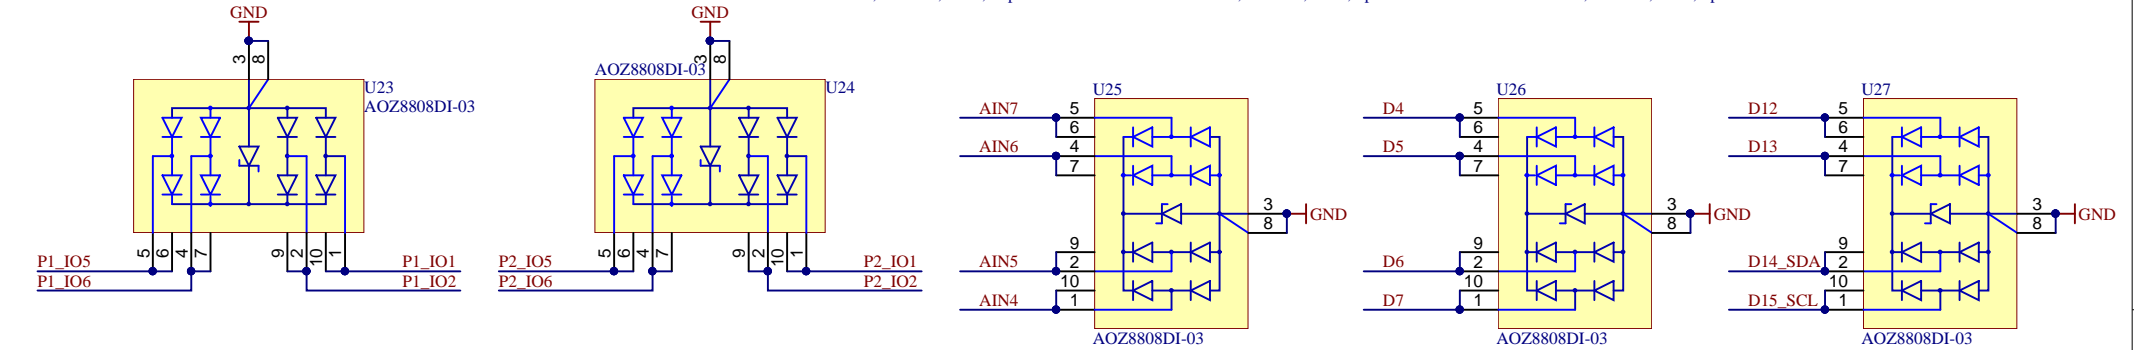 GND
3 8
U23
AOZ8808DI-03
5 6 4 7 9 2 10 1
P1_IO5
P1_IO6
P1_IO1
P1_IO2
GND
3 8
AOZ8808DI-03
U24
5 6 4 7 9 2 10 1
P2_IO5
P2_IO6
P2_IO1
P2_IO2
U25
AIN7 5
6
AIN6 4
7
3 GND
8
9
AIN5 2
10
AIN4 1
AOZ8808DI-03
U26
D4 5
6
D5 4
7
3 GND
8
9
D6 2
10
D7 1
AOZ8808DI-03
U27
D12 5
6
D13 4
7
3 GND
8
9
D14_SDA 2
10
D15_SCL 1
AOZ8808DI-03